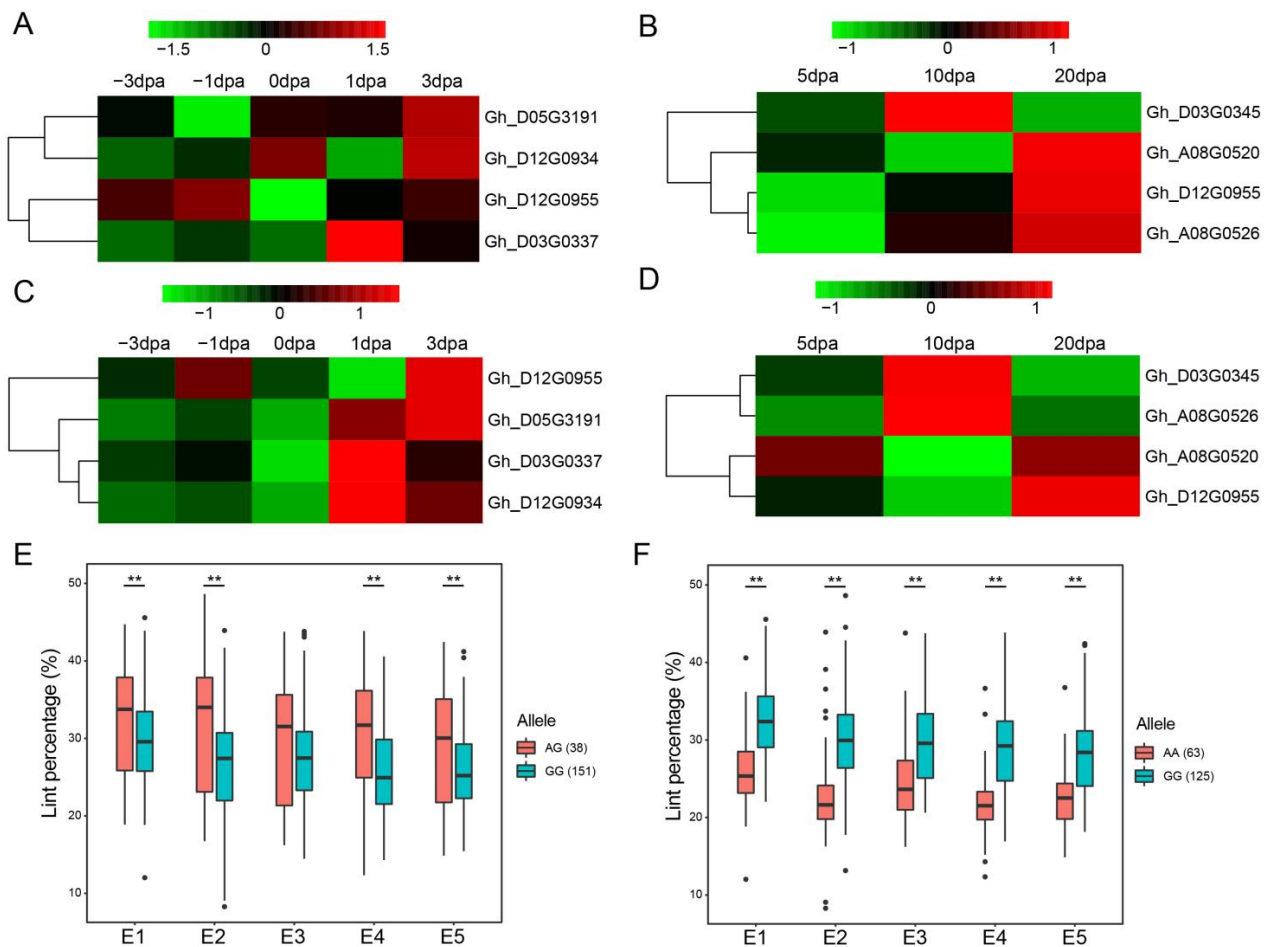 A
−1.5 0 1.5
−3dpa −1dpa 0dpa 1dpa 3dpa
Gh_D05G3191
Gh_D12G0934
Gh_D12G0955
Gh_D03G0337
B
−1 0 1
5dpa 10dpa 20dpa
Gh_D03G0345
Gh_A08G0520
Gh_D12G0955
Gh_A08G0526
C
−1 0 1
−3dpa −1dpa 0dpa 1dpa 3dpa
Gh_D12G0955
Gh_D05G3191
Gh_D03G0337
Gh_D12G0934
D
−1 0 1
5dpa 10dpa 20dpa
Gh_D03G0345
Gh_A08G0526
Gh_A08G0520
Gh_D12G0955
E
Lint percentage (%)
50
40
30
20
10
** ** ** **
E1 E2 E3 E4 E5
Allele
AG (38)
GG (151)
F
Lint percentage (%)
50
40
30
20
10
** ** ** ** **
E1 E2 E3 E4 E5
Allele
AA (63)
GG (125)